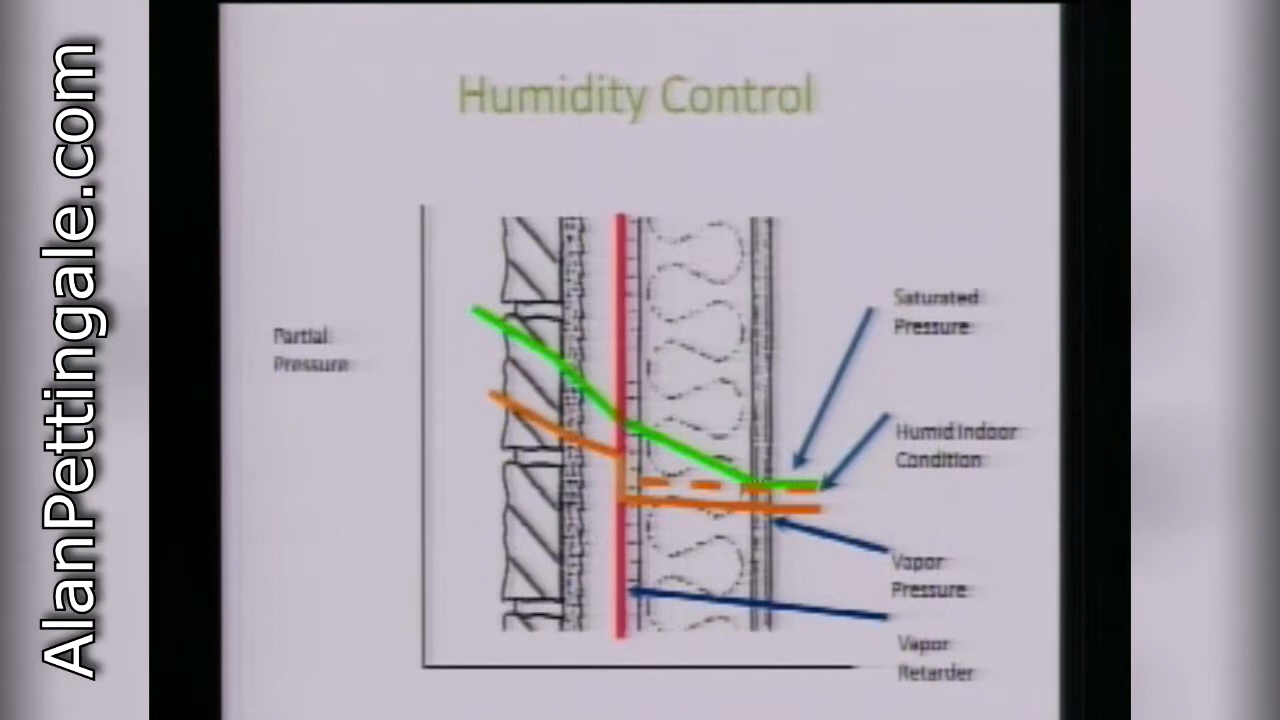 AlanPettingale.com
Humidity Control
Partial
Pressure
Saturated
Pressure
Humid Indoor
Condition
Vapor
Pressure
Vapor
Retarder